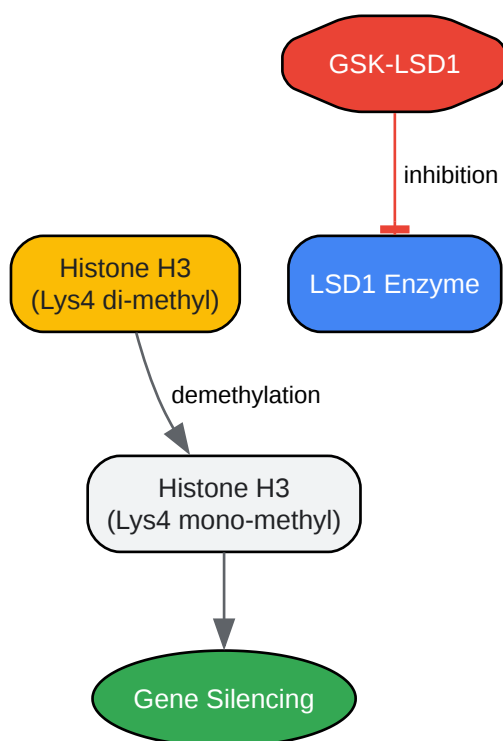 GSK-LSD1
inhibition
Histone H3
(Lys4 di-methyl)
LSD1 Enzyme
demethylation
Histone H3
(Lys4 mono-methyl)
Gene Silencing